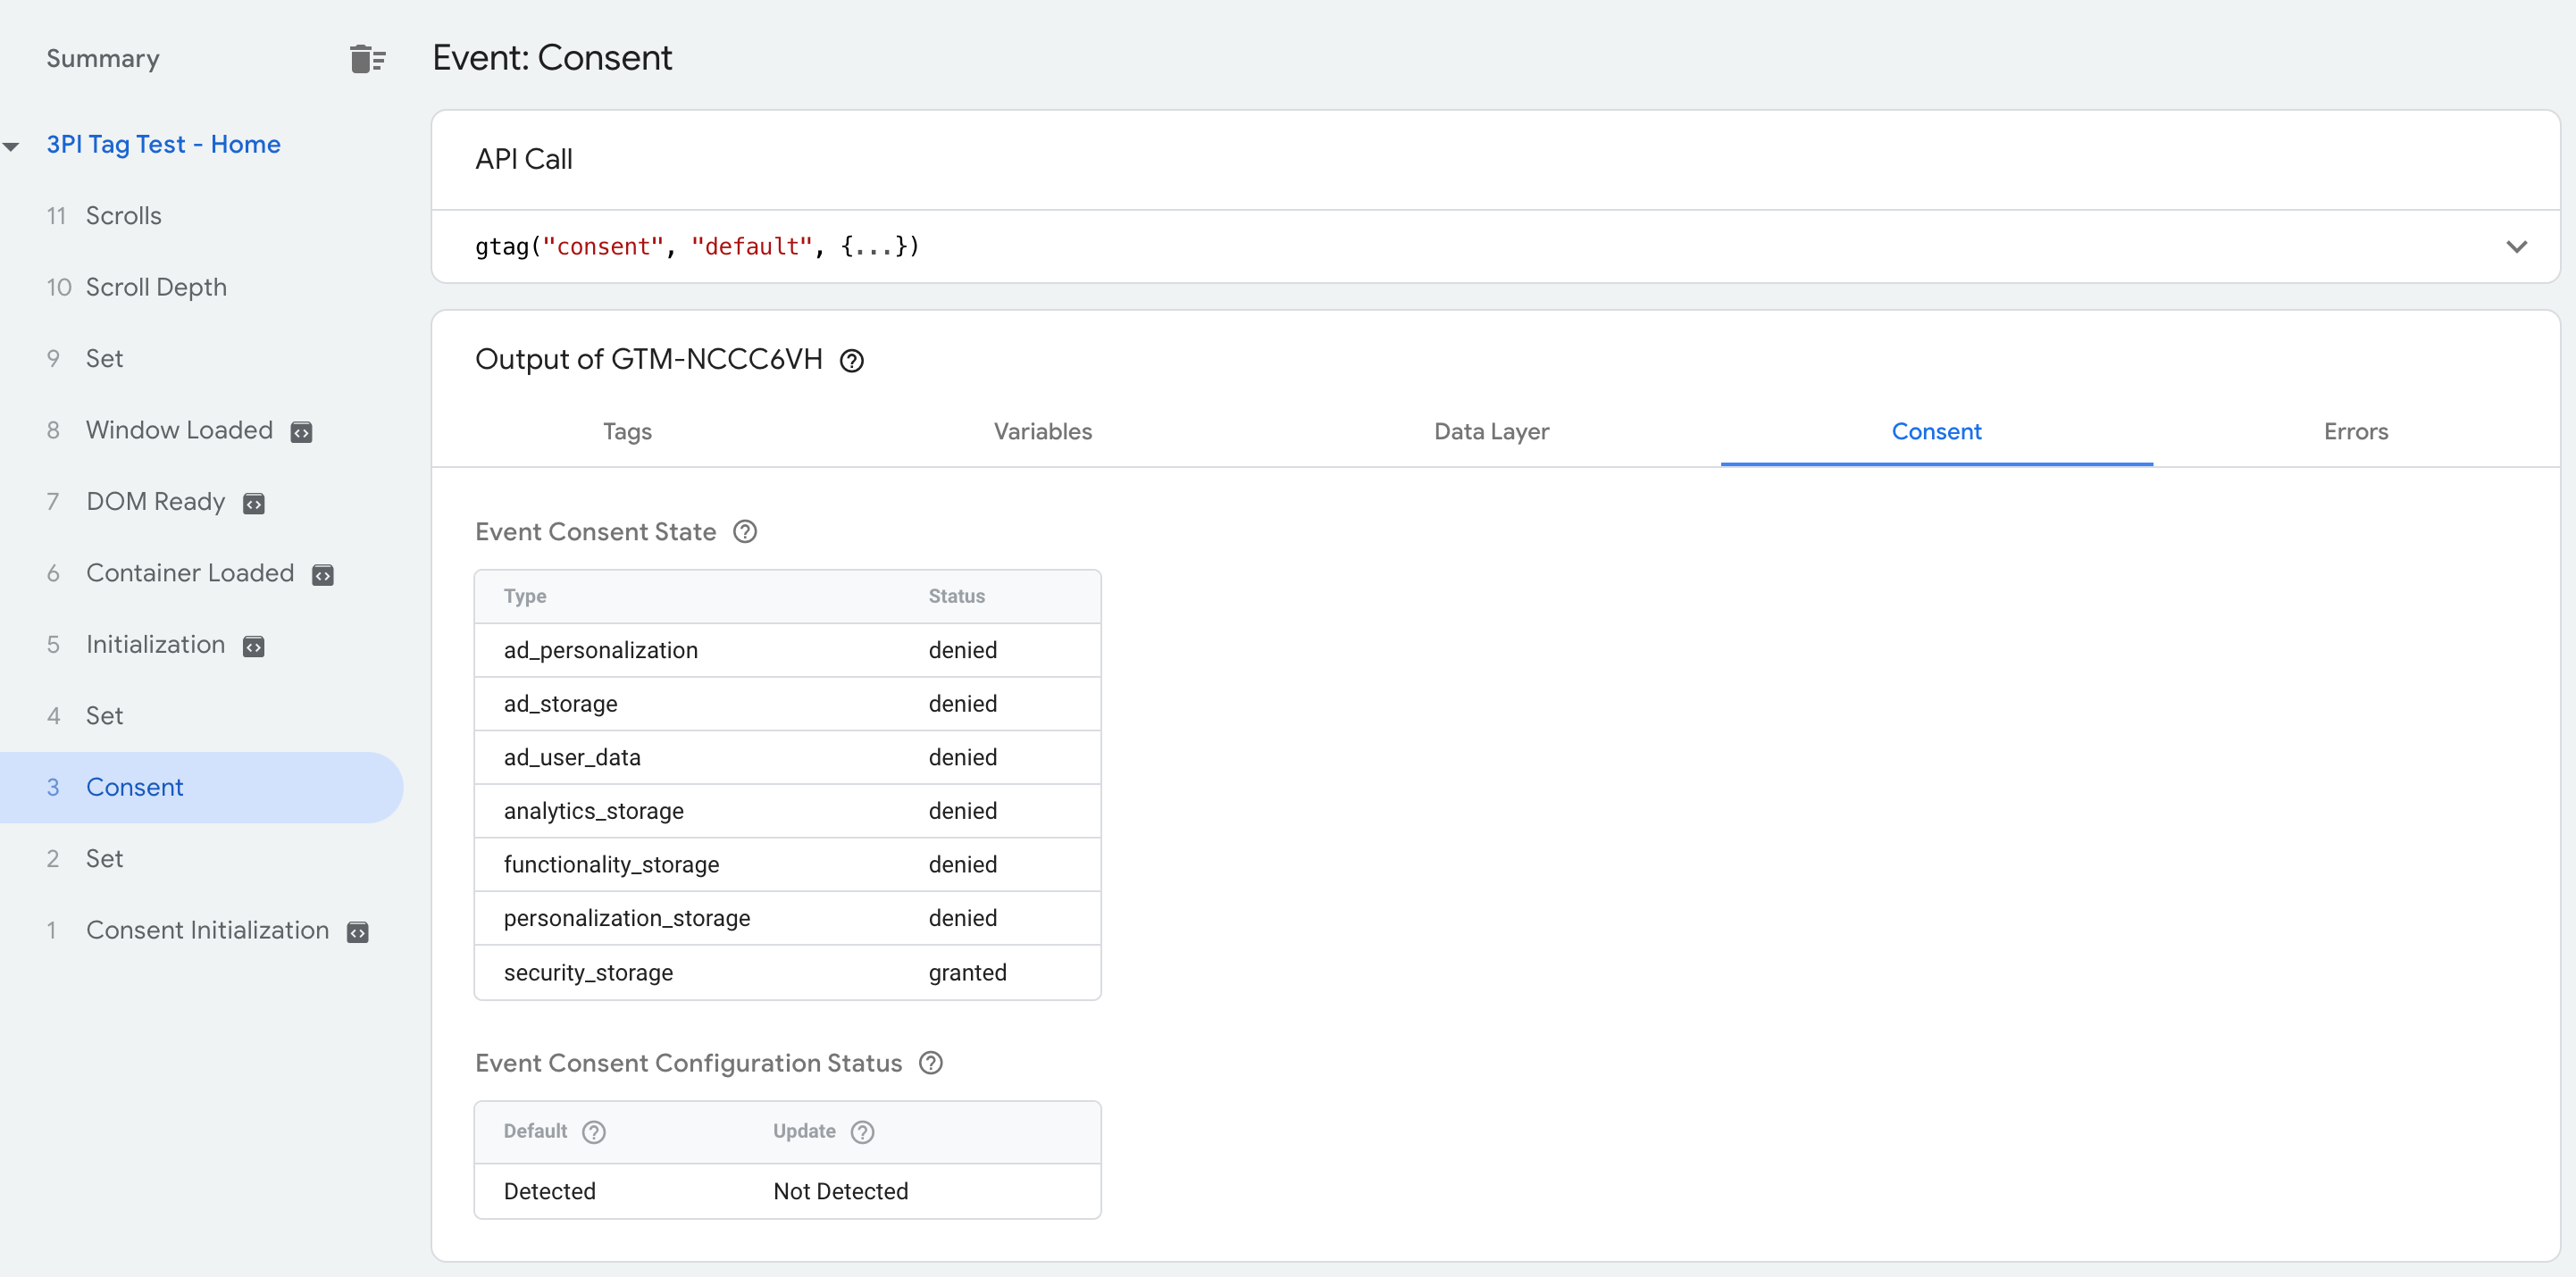 Summary
3PI Tag Test - Home
11 Scrolls
10 Scroll Depth
9 Set
8 Window Loaded
7 DOM Ready
6 Container Loaded
5 Initialization
4 Set
3 Consent
2 Set
1 Consent Initialization
Event: Consent
API Call
gtag("consent", "default", {...})
Output of GTM-NCCC6VH
Tags Variables Data Layer Consent Errors
Event Consent State
Type Status
ad_personalization denied
ad_storage denied
ad_user_data denied
analytics_storage denied
functionality_storage denied
personalization_storage denied
security_storage granted
Event Consent Configuration Status
Default Update
Detected Not Detected